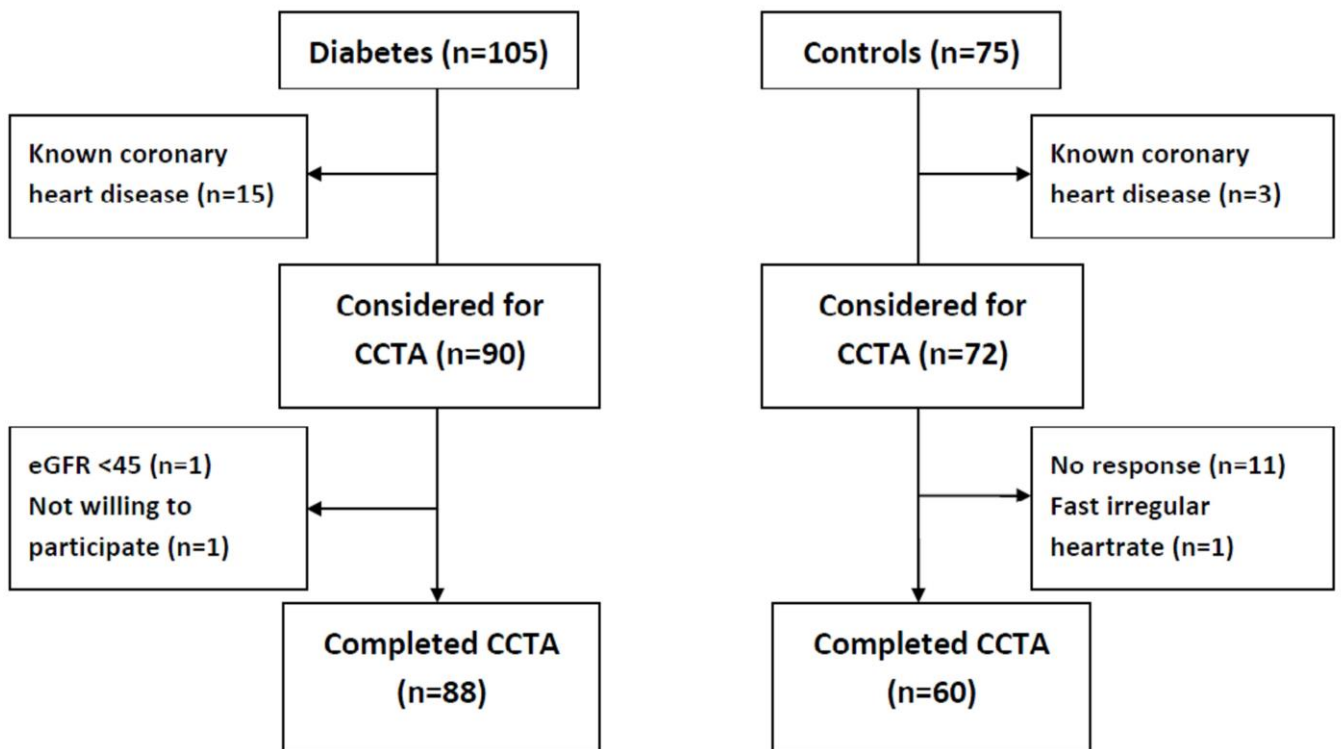 Diabetes (n=105)
Controls (n=75)
Known coronary
heart disease (n=15)
Known coronary
heart disease (n=3)
Considered for
CCTA (n=90)
Considered for
CCTA (n=72)
eGFR <45 (n=1)
Not willing to
participate (n=1)
No response (n=11)
Fast irregular
heartrate (n=1)
Completed CCTA
(n=88)
Completed CCTA
(n=60)